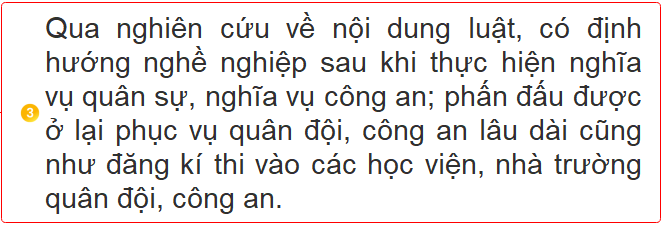 Qua nghiên cứu về nội dung luật, có định
hướng nghề nghiệp sau khi thực hiện nghĩa
vụ quân sự, nghĩa vụ công an; phấn đấu được
3
ở lại phục vụ quân đội, công an lâu dài cũng
như đăng kí thi vào các học viện, nhà trường
quân đội, công an.